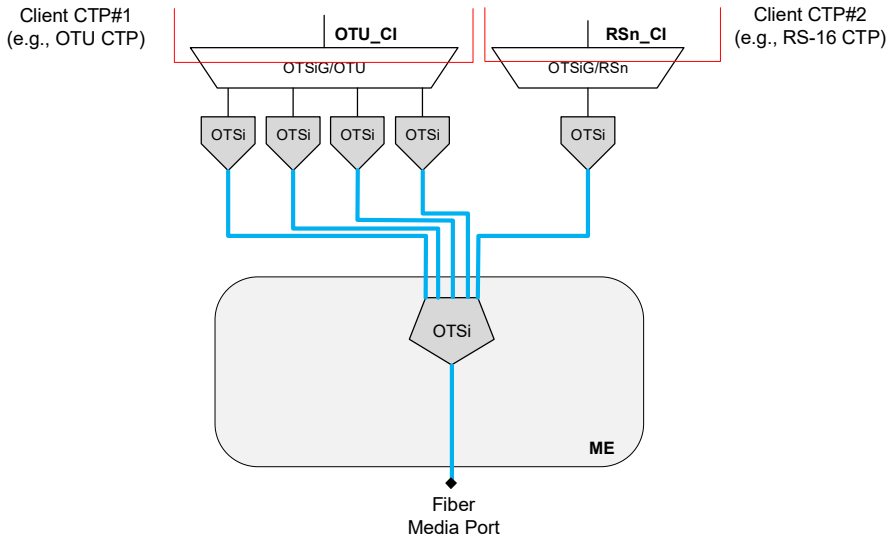 Client CTP#1
(e.g., OTU CTP)
OTU_CI
RSn_CI
Client CTP#2
(e.g., RS-16 CTP)
OTSiG/OTU
OTSiG/RSn
OTSi
OTSi
OTSi
OTSi
OTSi
OTSi
ME
Fiber
Media Port